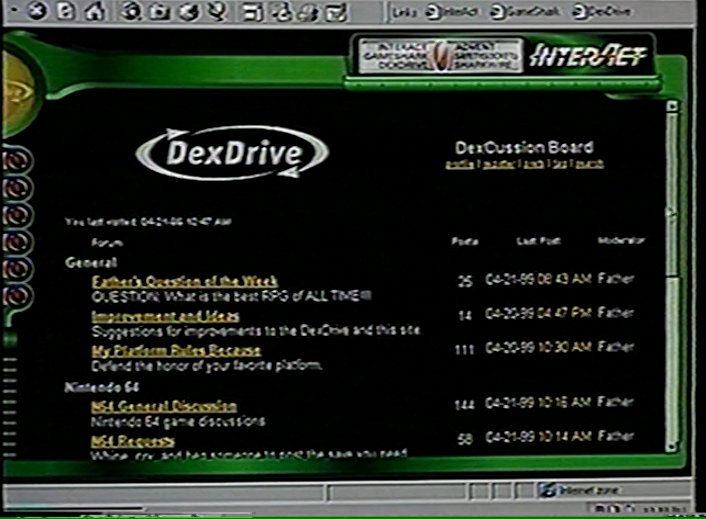 Links InterAct GameShark DexDrive
INTERACT ADVENT
GAMESHARK
DEXDRIVE SHARKWIRE
INTERACT
DexDrive
DexCussion Board
profile | register | | faq | search
You last visited: 04-21-99 10:47 AM
Forum Posts Last Post Moderator
General
Father's Question of the Week 25 04-21-99 08:43 AM Father
QUESTION: What is the best RPG of ALL TIME!!!
Improvement and Ideas 14 04-20-99 04:47 PM Father
Suggestions for improvements to the DexDrive and this site.
My Platform Rules Because 111 04-20-99 10:30 AM Father
Defend the honor of your favorite platform.
Nintendo 64
N64 General Discussion 144 04-21-99 10:16 AM Father
Nintendo 64 game discussions
N64 Requests 58 04-21-99 10:14 AM Father
Whine, cry, and beg someone to post the save you need
Internet zone